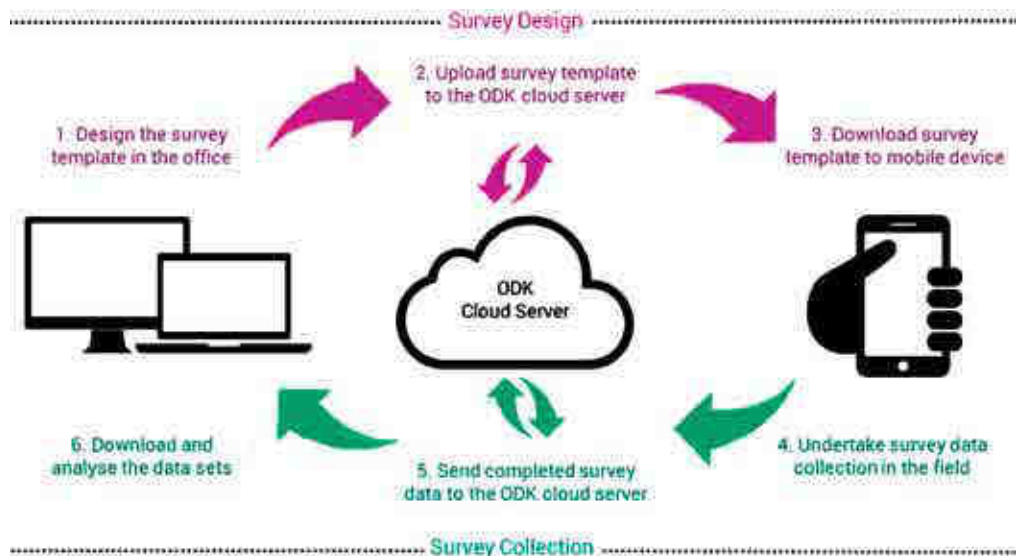 Survey Design
2. Upload survey template
to the ODK cloud server
1. Design the survey
template in the office
3. Download survey
template to mobile device
ODK
Cloud Server
6. Download and
analyse the data sets
5. Send completed survey
data to the ODK cloud server
4. Undertake survey data
collection in the field
Survey Collection